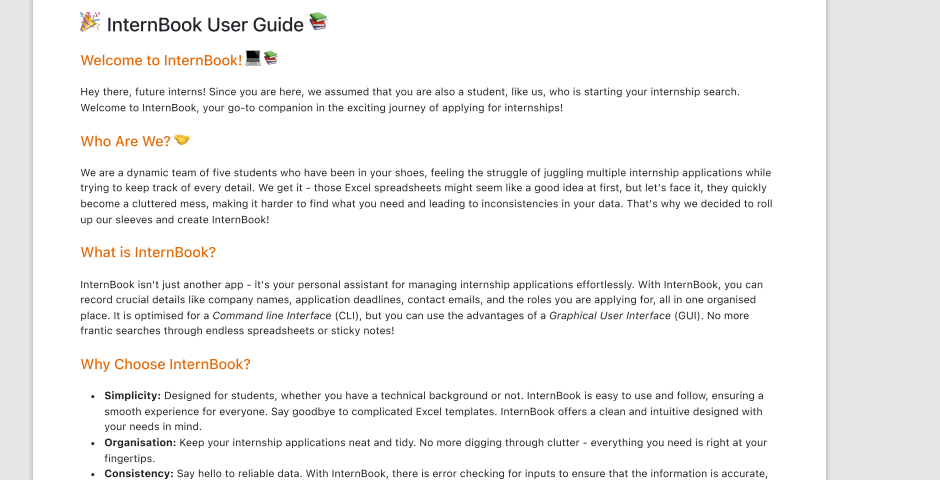 🎉 InternBook User Guide 📚
Welcome to InternBook! 💻📚
Hey there, future interns! Since you are here, we assumed that you are also a student, like us, who is starting your internship search.
Welcome to InternBook, your go-to companion in the exciting journey of applying for internships!
Who Are We? 🤝
We are a dynamic team of five students who have been in your shoes, feeling the struggle of juggling multiple internship applications while
trying to keep track of every detail. We get it - those Excel spreadsheets might seem like a good idea at first, but let's face it, they quickly
become a cluttered mess, making it harder to find what you need and leading to inconsistencies in your data. That's why we decided to roll
up our sleeves and create InternBook!
What is InternBook?
InternBook isn't just another app - it's your personal assistant for managing internship applications effortlessly. With InternBook, you can
record crucial details like company names, application deadlines, contact emails, and the roles you are applying for, all in one organised
place. It is optimised for a Command line Interface (CLI), but you can use the advantages of a Graphical User Interface (GUI). No more
frantic searches through endless spreadsheets or sticky notes!
Why Choose InternBook?
• Simplicity: Designed for students, whether you have a technical background or not. InternBook is easy to use and follow, ensuring a
smooth experience for everyone. Say goodbye to complicated Excel templates. InternBook offers a clean and intuitive designed with
your needs in mind.
• Organisation: Keep your internship applications neat and tidy. No more digging through clutter - everything you need is right at your
fingertips.
• Consistency: Say hello to reliable data. With InternBook, there is error checking for inputs to ensure that the information is accurate,